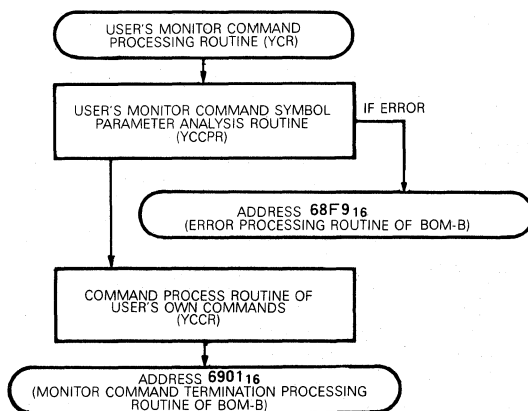 USER'S MONITOR COMMAND
PROCESSING ROUTINE (YCR)
USER'S MONITOR COMMAND SYMBOL
PARAMETER ANALYSIS ROUTINE
(YCCPR)
IF ERROR
ADDRESS 68F9₁₆
(ERROR PROCESSING ROUTINE OF BOM-B)
COMMAND PROCESS ROUTINE OF
USER'S OWN COMMANDS
(YCCR)
ADDRESS 6901₁₆
(MONITOR COMMAND TERMINATION PROCESSING
ROUTINE OF BOM-B)